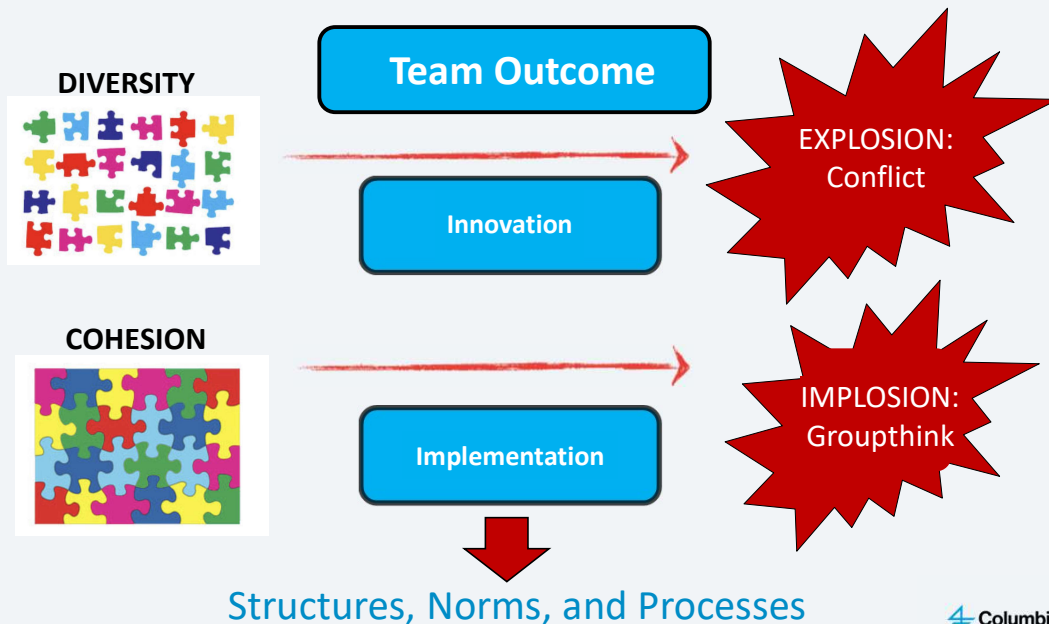 Team Outcome
DIVERSITY
EXPLOSION:
Conflict
Innovation
COHESION
IMPLOSION:
Groupthink
Implementation
Structures, Norms, and Processes